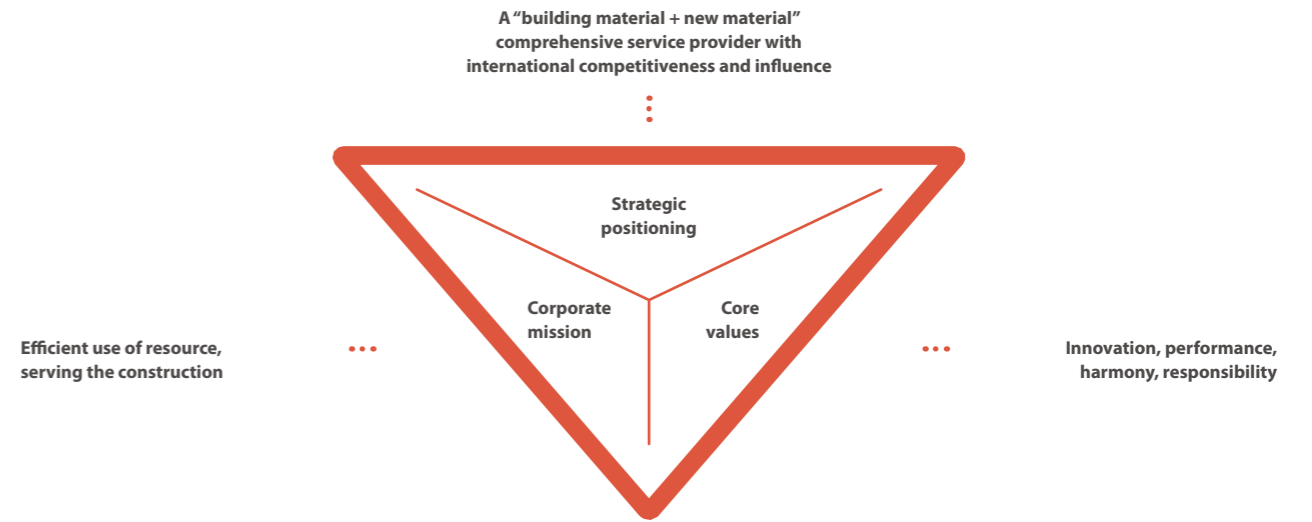 A “building material + new material”
comprehensive service provider with
international competitiveness and influence
Strategic
positioning
Corporate
mission
Core
values
Efficient use of resource,
serving the construction
Innovation, performance,
harmony, responsibility